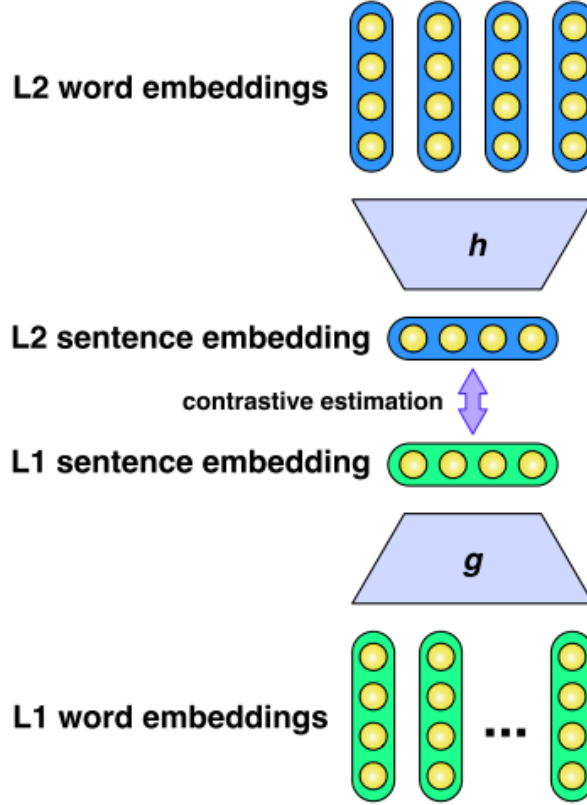 L2 word embeddings
h
L2 sentence embedding
contrastive estimation
L1 sentence embedding
g
L1 word embeddings
...